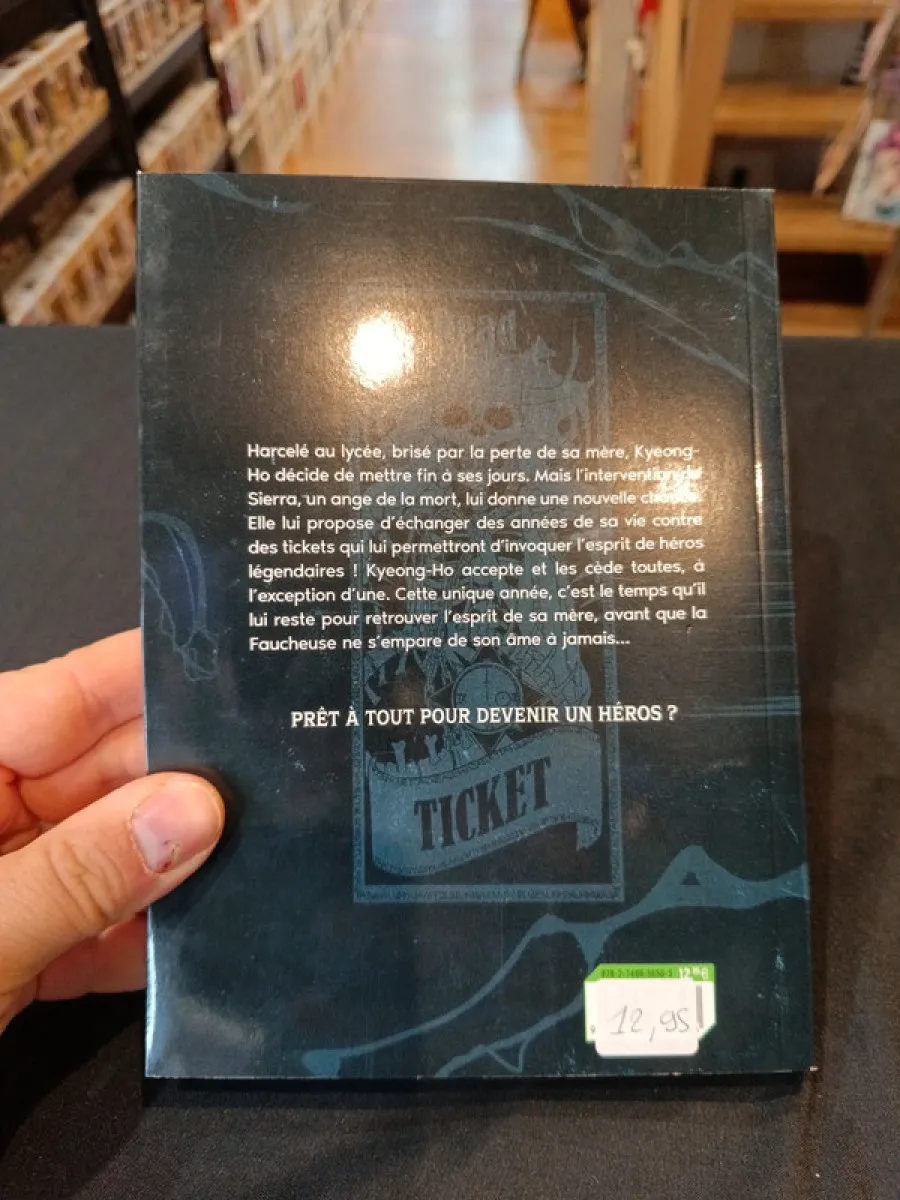 Harcelé au lycée, brisé par la perte de sa mère, Kyeong-
Ho décide de mettre fin à ses jours. Mais l'intervention de
Sierra, un ange de la mort, lui donne une nouvelle chance.
Elle lui propose d'échanger des années de sa vie contre
des tickets qui lui permettront d'invoquer l'esprit de héros
légendaires ! Kyeong-Ho accepte et les cède toutes, à
l'exception d'une. Cette unique année, c'est le temps qu'il
lui reste pour retrouver l'esprit de sa mère, avant que la
Faucheuse ne s'empare de son âme à jamais...
PRÊT À TOUT POUR DEVENIR UN HÉROS ?
TICKET
12,95